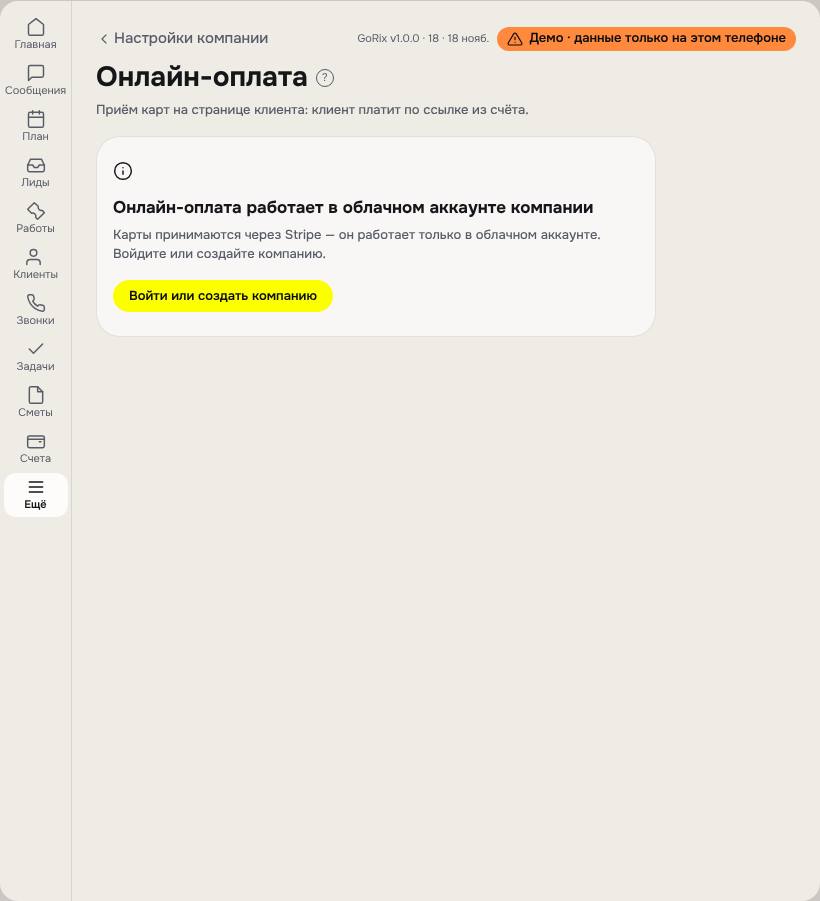 Главная
Сообщения
План
Лиды
Работы
Клиенты
Звонки
Задачи
Сметы
Счета
Ещё
Настройки компании
GoRix v1.0.0 · 18 · 18 нояб.
Демо · данные только на этом телефоне
Онлайн-оплата ?
Приём карт на странице клиента: клиент платит по ссылке из счёта.
Онлайн-оплата работает в облачном аккаунте компании
Карты принимаются через Stripe — он работает только в облачном аккаунте.
Войдите или создайте компанию.
Войти или создать компанию